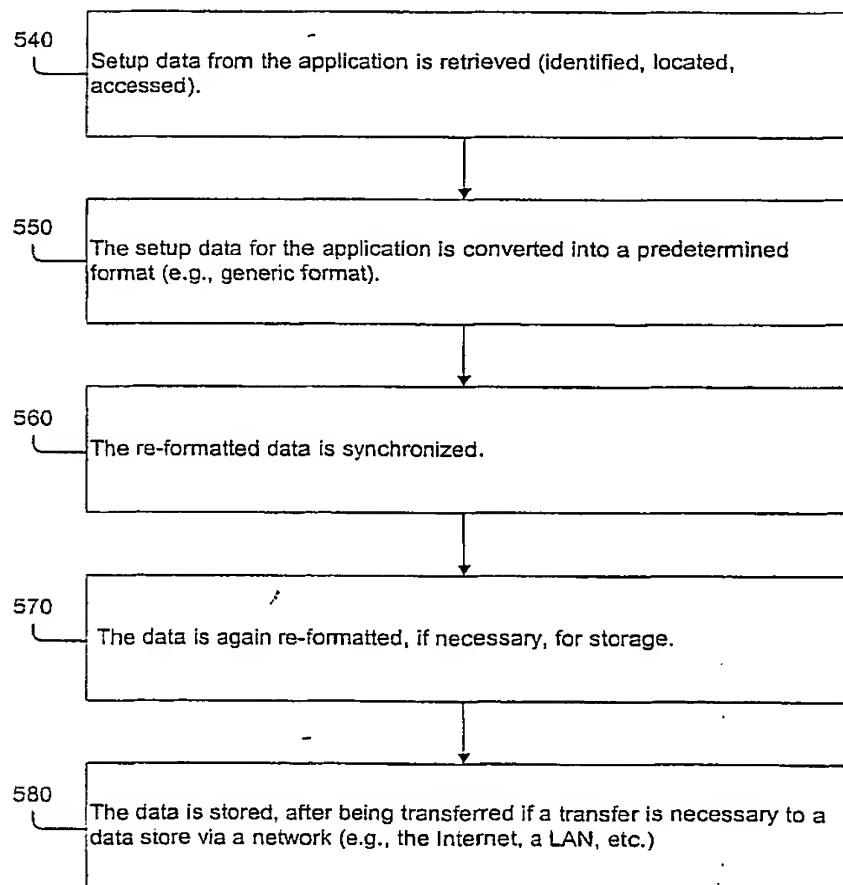 540
Setup data from the application is retrieved (identified, located,
accessed).
550
The setup data for the application is converted into a predetermined
format (e.g., generic format).
560
The re-formatted data is synchronized.
570
The data is again re-formatted, if necessary, for storage.
580
The data is stored, after being transferred if a transfer is necessary to a
data store via a network (e.g., the Internet, a LAN, etc.)